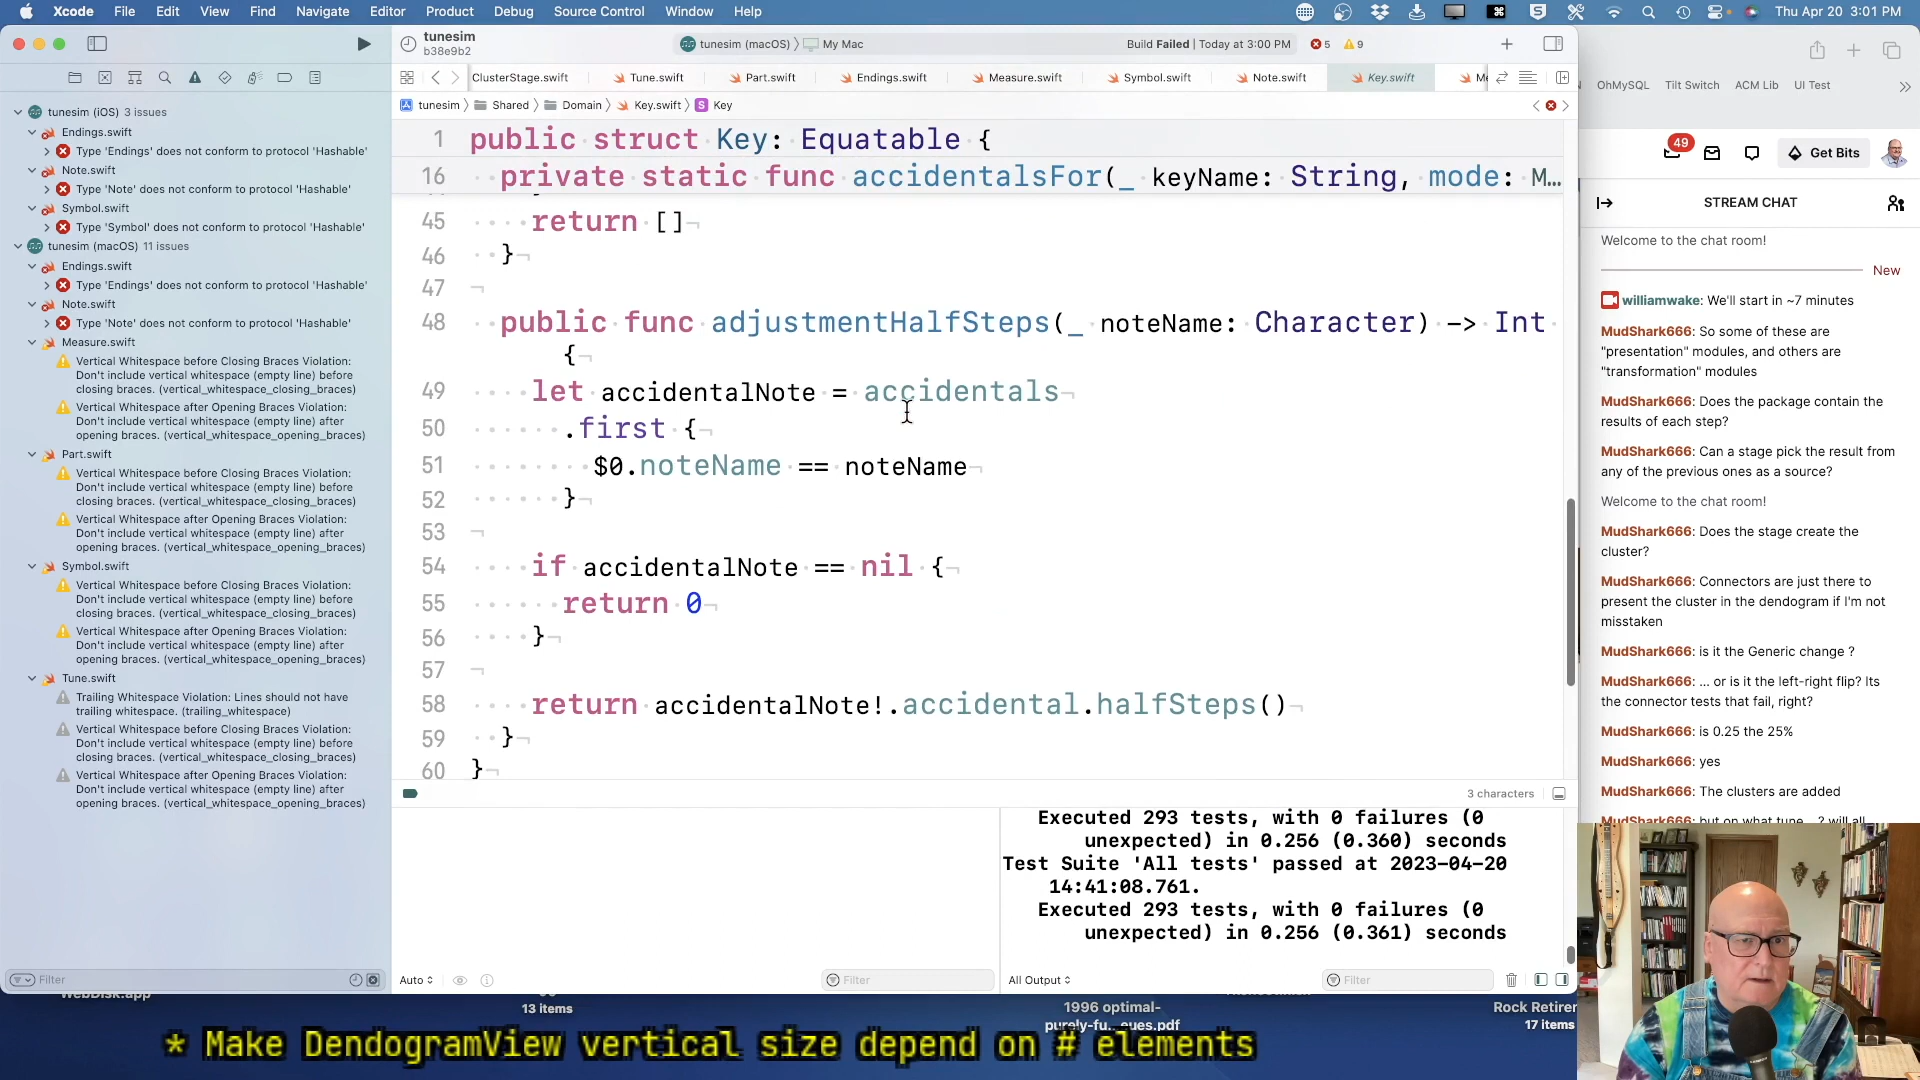 Xcode File Edit View Find Navigate Editor Product Debug Source Control Window Help
Thu Apr 20 3:01 PM
tunesim
b38e9b2
tunesim (macOS) 〉 My Mac
Build Failed | Today at 3:00 PM 5 9
ClusterStage.swift Tune.swift Part.swift Endings.swift Measure.swift Symbol.swift Note.swift Key.swift
tunesim 〉 Shared 〉 Domain 〉 Key.swift 〉 S Key
tunesim (iOS) 3 issues
Endings.swift
Type 'Endings' does not conform to protocol 'Hashable'
Note.swift
Type 'Note' does not conform to protocol 'Hashable'
Symbol.swift
Type 'Symbol' does not conform to protocol 'Hashable'
tunesim (macOS) 11 issues
Endings.swift
Type 'Endings' does not conform to protocol 'Hashable'
Note.swift
Type 'Note' does not conform to protocol 'Hashable'
Measure.swift
Vertical Whitespace before Closing Braces Violation:
Don't include vertical whitespace (empty line) before
closing braces. (vertical_whitespace_closing_braces)
Vertical Whitespace after Opening Braces Violation:
Don't include vertical whitespace (empty line) after
opening braces. (vertical_whitespace_opening_braces)
Part.swift
Vertical Whitespace before Closing Braces Violation:
Don't include vertical whitespace (empty line) before
closing braces. (vertical_whitespace_closing_braces)
Vertical Whitespace after Opening Braces Violation:
Don't include vertical whitespace (empty line) after
opening braces. (vertical_whitespace_opening_braces)
Symbol.swift
Vertical Whitespace before Closing Braces Violation:
Don't include vertical whitespace (empty line) before
closing braces. (vertical_whitespace_closing_braces)
Vertical Whitespace after Opening Braces Violation:
Don't include vertical whitespace (empty line) after
opening braces. (vertical_whitespace_opening_braces)
Tune.swift
Trailing Whitespace Violation: Lines should not have
trailing whitespace. (trailing_whitespace)
Vertical Whitespace before Closing Braces Violation:
Don't include vertical whitespace (empty line) before
closing braces. (vertical_whitespace_closing_braces)
Vertical Whitespace after Opening Braces Violation:
Don't include vertical whitespace (empty line) after
opening braces. (vertical_whitespace_opening_braces)
Filter
1 public struct Key: Equatable {
16 private static func accidentalsFor(_ keyName: String, mode: M…
45 return []
46 }
47
48 public func adjustmentHalfSteps(_ noteName: Character) -> Int
{
49 let accidentalNote = accidentals
50 .first {
51 $0.noteName == noteName
52 }
53
54 if accidentalNote == nil {
55 return 0
56 }
57
58 return accidentalNote!.accidental.halfSteps()
59 }
60 }
3 characters
Executed 293 tests, with 0 failures (0
unexpected) in 0.256 (0.360) seconds
Test Suite 'All tests' passed at 2023-04-20
14:41:08.761.
Executed 293 tests, with 0 failures (0
unexpected) in 0.256 (0.361) seconds
Auto Filter All Output Filter
OhMySQL Tilt Switch ACM Lib UI Test
49 Get Bits
STREAM CHAT
Welcome to the chat room!
New
williamwake: We'll start in ~7 minutes
MudShark666: So some of these are
"presentation" modules, and others are
"transformation" modules
MudShark666: Does the package contain the
results of each step?
MudShark666: Can a stage pick the result from
any of the previous ones as a source?
Welcome to the chat room!
MudShark666: Does the stage create the
cluster?
MudShark666: Connectors are just there to
present the cluster in the dendogram if I'm not
misstaken
MudShark666: is it the Generic change ?
MudShark666: ... or is it the left-right flip? Its
the connector tests that fail, right?
MudShark666: is 0.25 the 25%
MudShark666: yes
MudShark666: The clusters are added
MudShark666: but on what tune... ? will all
WebDisk.app
13 items
1996 optimal-
purely-fu...eues.pdf
Rock Retirer
17 items
* Make DendogramView vertical size depend on # elements